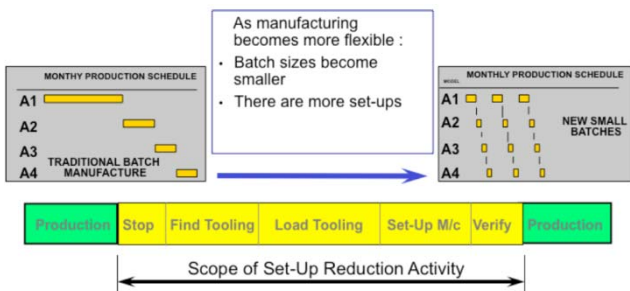 MONTHY PRODUCTION SCHEDULE
A1
A2
A3
TRADITIONAL BATCH
MANUFACTURE
A4
As manufacturing
becomes more flexible :
• Batch sizes become
smaller
• There are more set-ups
MONTHLY PRODUCTION SCHEDULE
MODEL
A1
A2
NEW SMALL
BATCHES
A3
A4
Production Stop Find Tooling Load Tooling Set-Up M/c Verify Production
Scope of Set-Up Reduction Activity